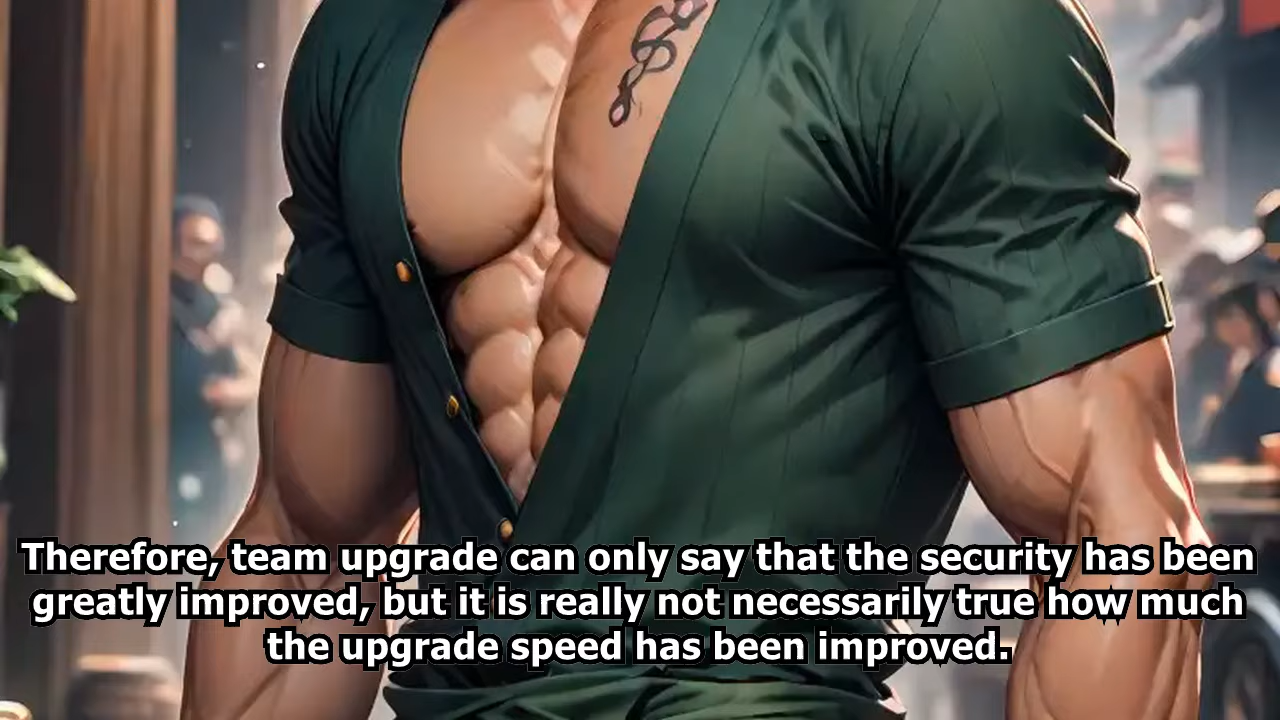 Therefore, team upgrade can only say that the security has been
greatly improved, but it is really not necessarily true how much
the upgrade speed has been improved.